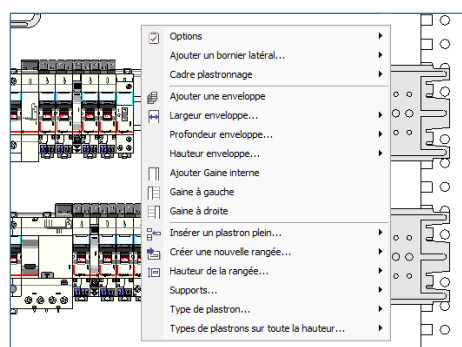 Options
Ajouter un bornier latéral...
Cadre plastronnage
Ajouter une enveloppe
Largeur enveloppe...
Profondeur enveloppe...
Hauteur enveloppe...
Ajouter Gaine interne
Gaine à gauche
Gaine à droite
Insérer un plastron plein...
Créer une nouvelle rangée...
Hauteur de la rangée...
Supports...
Type de plastron...
Types de plastrons sur toute la hauteur...